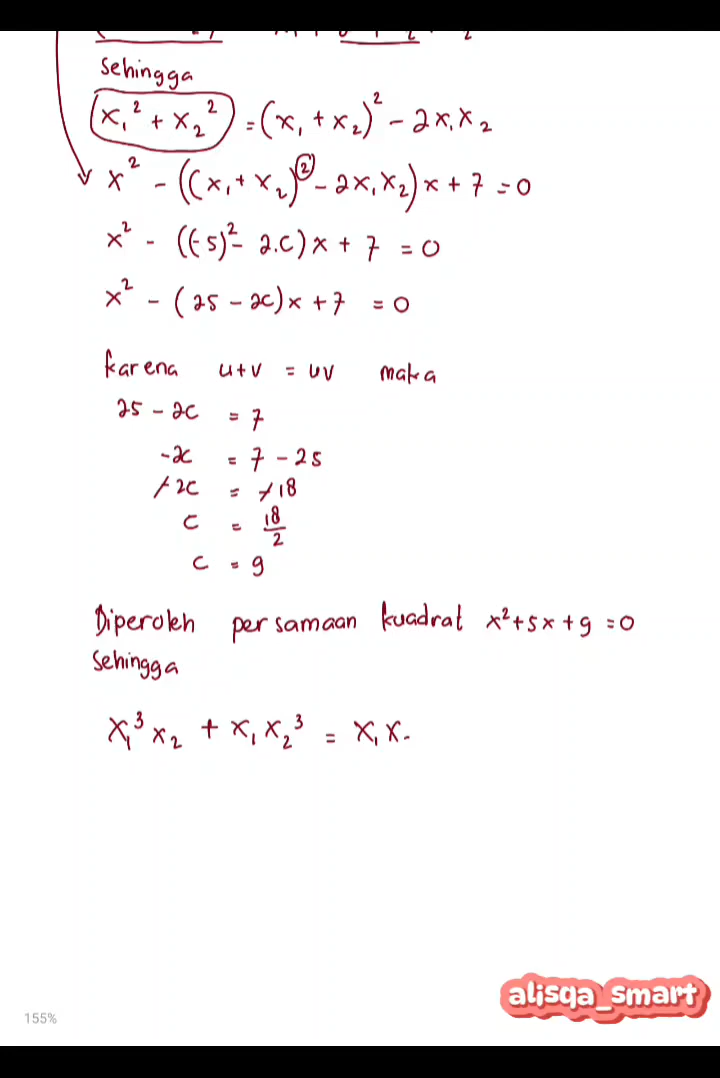 Sehingga
x₁² + x₂² = (x₁ + x₂)² - 2x₁x₂
x² - ((x₁ + x₂)² - 2x₁x₂)x + 7 = 0
x² - ((-5)² - 2.c)x + 7 = 0
x² - (25 - 2c)x + 7 = 0
karena u+v = uv maka
25 - 2c = 7
-2c = 7 - 25
-2c = -18
c = 18/2
c = 9
Diperoleh persamaan kuadrat x²+5x+9 = 0
Sehingga
x₁³x₂ + x₁x₂³ = x₁x
alisqa_smart
155%